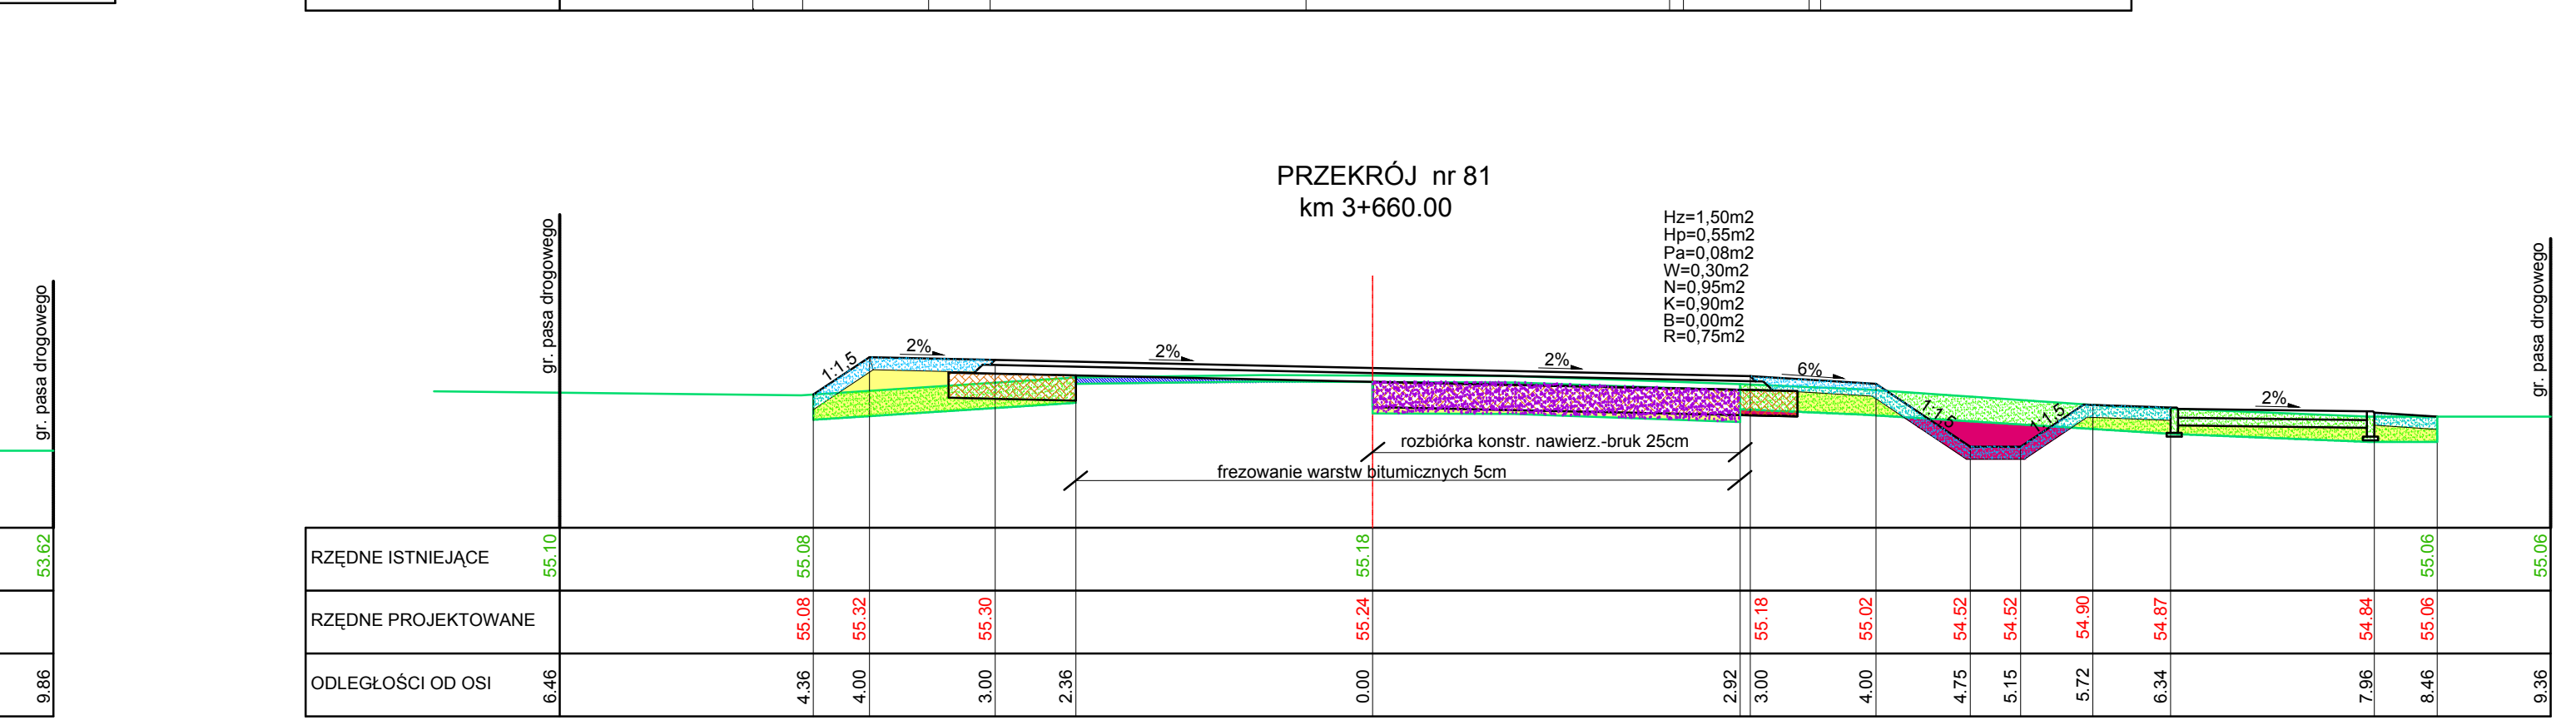 PRZEKRÓJ nr 81
km 3+660.00
Hz=1,50m2
Hp=0,55m2
Pa=0,08m2
W=0,30m2
N=0,95m2
K=0,90m2
B=0,00m2
R=0,75m2
gr. pasa drogowego
gr. pasa drogowego
gr. pasa drogowego
1:1,5
2%
2%
2%
6%
1:1,5
1:1,5
2%
rozbiórka konstr. nawierz.-bruk 25cm
frezowanie warstw bitumicznych 5cm
53.62
RZĘDNE ISTNIEJĄCE 55.10 55.08 55.18 55.06 55.06
RZĘDNE PROJEKTOWANE 55.08 55.32 55.30 55.24 55.18 55.02 54.52 54.52 54.90 54.87 54.84 55.06
9.86
ODLEGŁOŚCI OD OSI 6.46 4.36 4.00 3.00 2.36 0.00 2.92 3.00 4.00 4.75 5.15 5.72 6.34 7.96 8.46 9.36